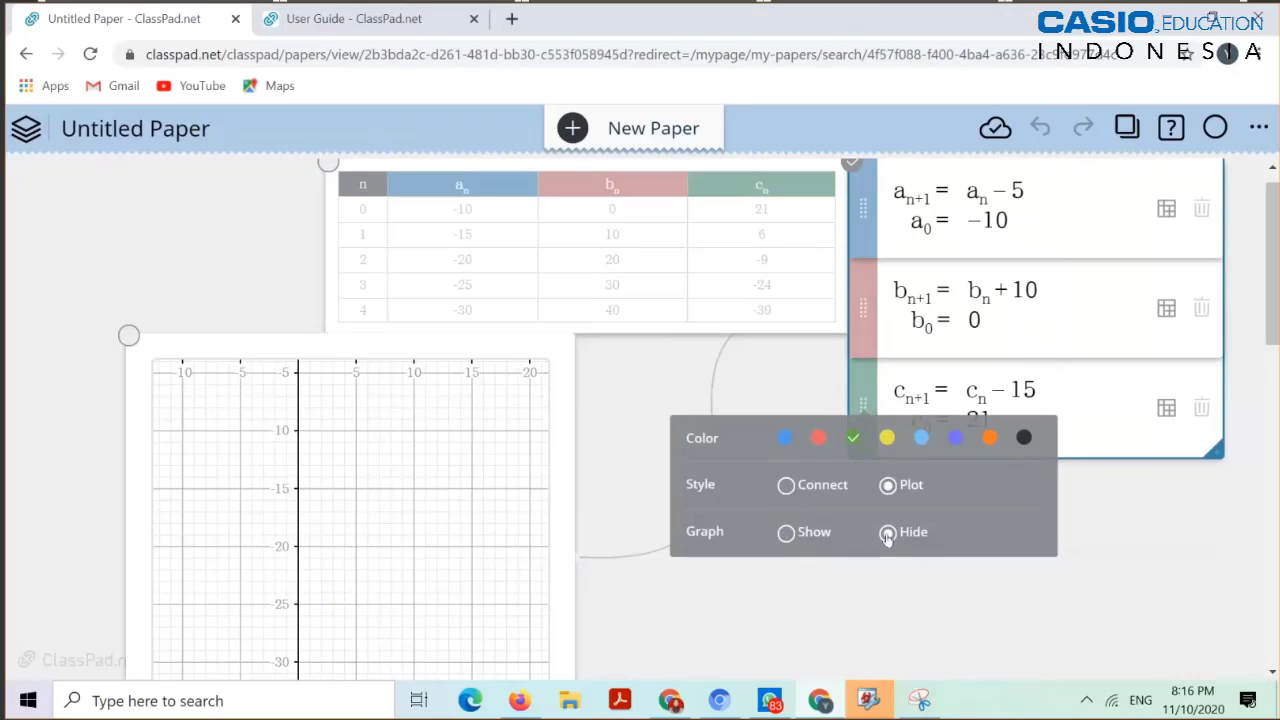 Untitled Paper - ClassPad.net
User Guide - ClassPad.net
CASIO EDUCATION
INDONESIA
classpad.net/classpad/papers/view/2b3bda2c-d261-481d-bb30-c553f058945d?redirect=/mypage/my-papers/search/4f57f088-f400-4ba4-a636-
Apps
Gmail
YouTube
Maps
Untitled Paper
New Paper
n aₙ bₙ cₙ
0 -10 0 21
1 -15 10 6
2 -20 20 -9
3 -25 30 -24
4 -30 40 -39
aₙ₊₁ = aₙ − 5
a₀ = −10
bₙ₊₁ = bₙ + 10
b₀ = 0
cₙ₊₁ = cₙ − 15
c₀ = 21
-10 -5 -5 5 10 15 20
-10
-15
-20
-25
-30
Color
Style Connect Plot
Graph Show Hide
ClassPad.n
Type here to search
83
ENG
8:16 PM
11/10/2020